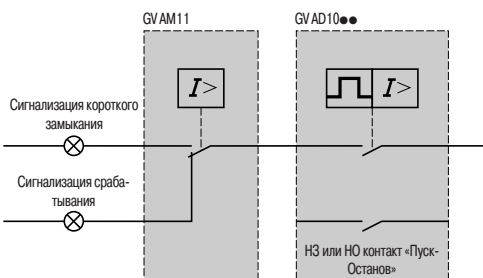 GV AM11
GV AD10●●
I>
I>
Сигнализация короткого
замыкания
Сигнализация сраба-
тывания
НЗ или НО контакт «Пуск-
Останов»